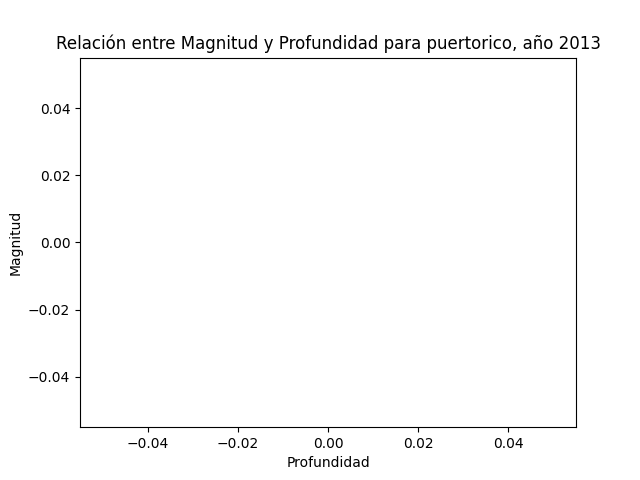 Relación entre Magnitud y Profundidad para puertorico, año 2013
0.04
0.02
0.00
−0.02
−0.04
Magnitud
−0.04 −0.02 0.00 0.02 0.04
Profundidad